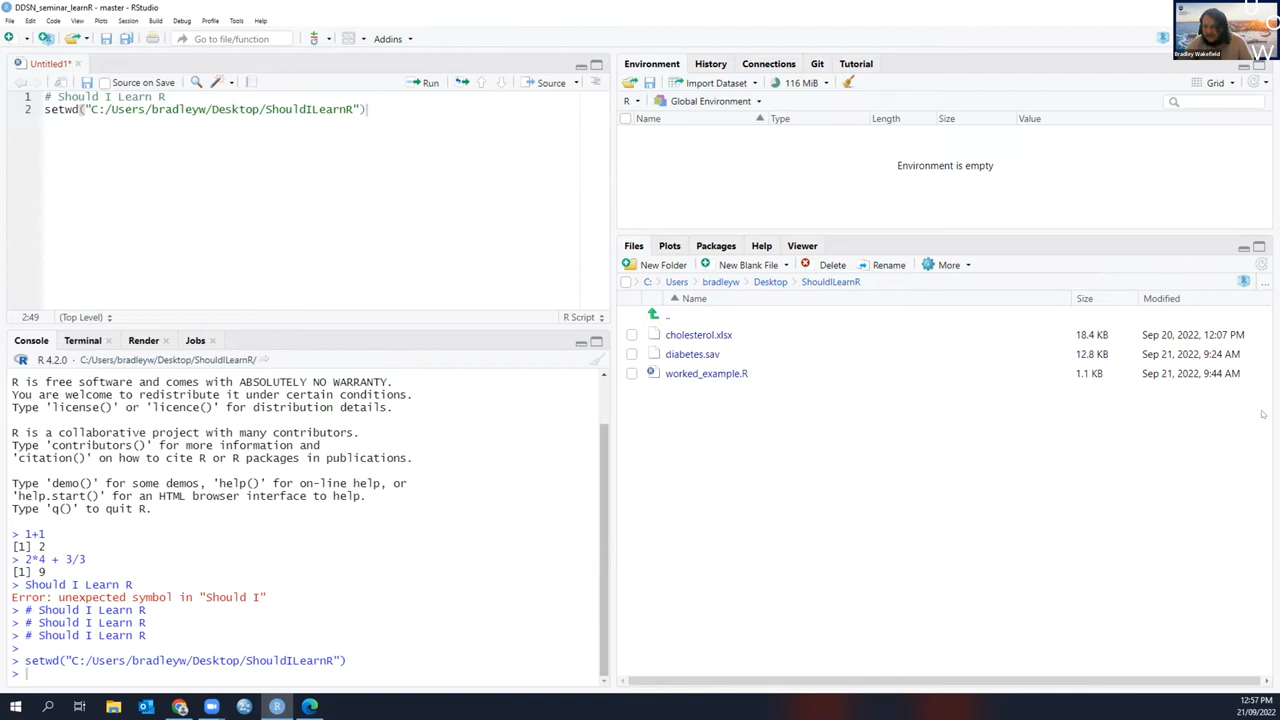 DDSN_seminar_learnR - master - RStudio
File Edit Code View Plots Session Build Debug Profile Tools Help
Go to file/function
Addins
Bradley Wakefield
U O W
Untitled1*
Source on Save
Run
Source
1 # Should I Learn R
2 setwd("C:/Users/bradleyw/Desktop/ShouldILearnR")
2:49 (Top Level) R Script
Console Terminal Render Jobs
R 4.2.0 · C:/Users/bradleyw/Desktop/ShouldILearnR/
R is free software and comes with ABSOLUTELY NO WARRANTY.
You are welcome to redistribute it under certain conditions.
Type 'license()' or 'licence()' for distribution details.
R is a collaborative project with many contributors.
Type 'contributors()' for more information and
'citation()' on how to cite R or R packages in publications.
Type 'demo()' for some demos, 'help()' for on-line help, or
'help.start()' for an HTML browser interface to help.
Type 'q()' to quit R.
> 1+1
[1] 2
> 2*4 + 3/3
[1] 9
> Should I Learn R
Error: unexpected symbol in "Should I"
> # Should I Learn R
> # Should I Learn R
> # Should I Learn R
>
> setwd("C:/Users/bradleyw/Desktop/ShouldILearnR")
>
Environment History Connections Git Tutorial
Import Dataset 116 MiB Grid
R Global Environment
Name Type Length Size Value
Environment is empty
Files Plots Packages Help Viewer
New Folder New Blank File Delete Rename More
C: Users bradleyw Desktop ShouldILearnR ...
Name Size Modified
..
cholesterol.xlsx 18.4 KB Sep 20, 2022, 12:07 PM
diabetes.sav 12.8 KB Sep 21, 2022, 9:24 AM
worked_example.R 1.1 KB Sep 21, 2022, 9:44 AM
12:57 PM
21/09/2022